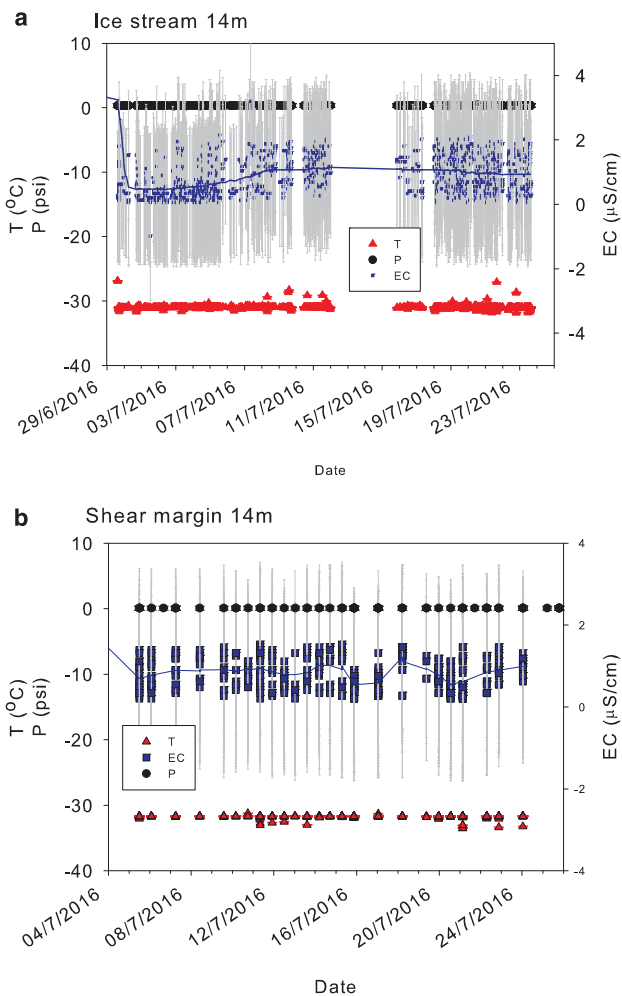 a
Ice stream 14m
10
0
-10
-20
-30
-40
T (°C)
P (psi)
4
2
0
-2
-4
EC (μS/cm)
T
P
EC
29/6/2016
03/7/2016
07/7/2016
11/7/2016
15/7/2016
19/7/2016
23/7/2016
Date
b
Shear margin 14m
10
0
-10
-20
-30
-40
T (°C)
P (psi)
4
2
0
-2
-4
EC (μS/cm)
T
EC
P
04/7/2016
08/7/2016
12/7/2016
16/7/2016
20/7/2016
24/7/2016
Date